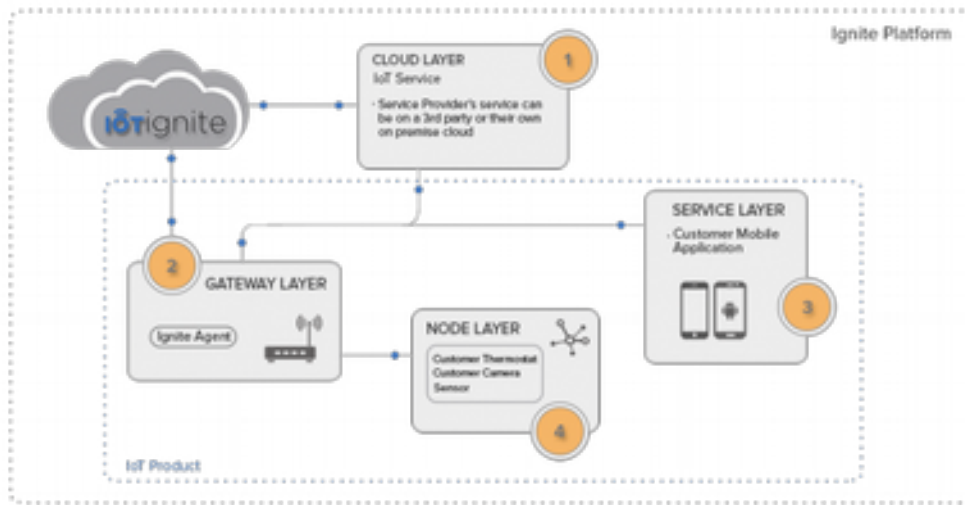 Ignite Platform
IOTignite
CLOUD LAYER
IoT Service
· Service Provider's service can
be on a 3rd party or their own
on premise cloud
1
SERVICE LAYER
· Customer Mobile
Application
3
2
GATEWAY LAYER
Ignite Agent
NODE LAYER
Customer Thermostat
Customer Camera
Sensor
4
IoT Product